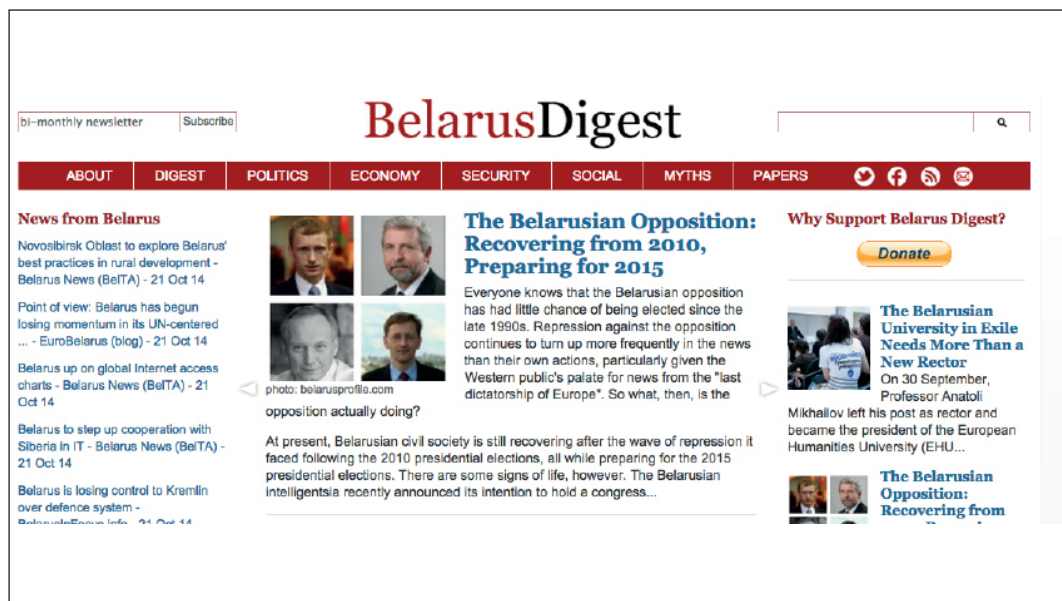 bi-monthly newsletter
Subscribe
BelarusDigest
ABOUT DIGEST POLITICS ECONOMY SECURITY SOCIAL MYTHS PAPERS
News from Belarus
Novosibirsk Oblast to explore Belarus'
best practices in rural development -
Belarus News (BelTA) - 21 Oct 14
Point of view: Belarus has begun
losing momentum in its UN-centered
... - EuroBelarus (blog) - 21 Oct 14
Belarus up on global Internet access
charts - Belarus News (BelTA) - 21
Oct 14
Belarus to step up cooperation with
Siberia in IT - Belarus News (BelTA) -
21 Oct 14
Belarus is losing control to Kremlin
over defence system -
BelarusInFocus.info - 21 Oct 14
photo: belarusprofile.com
The Belarusian Opposition:
Recovering from 2010,
Preparing for 2015
Everyone knows that the Belarusian opposition
has had little chance of being elected since the
late 1990s. Repression against the opposition
continues to turn up more frequently in the news
than their own actions, particularly given the
Western public's palate for news from the "last
dictatorship of Europe". So what, then, is the
opposition actually doing?
At present, Belarusian civil society is still recovering after the wave of repression it
faced following the 2010 presidential elections, all while preparing for the 2015
presidential elections. There are some signs of life, however. The Belarusian
intelligentsia recently announced its intention to hold a congress...
Why Support Belarus Digest?
Donate
The Belarusian
University in Exile
Needs More Than a
New Rector
On 30 September,
Professor Anatoli
Mikhailov left his post as rector and
became the president of the European
Humanities University (EHU...
The Belarusian
Opposition:
Recovering from